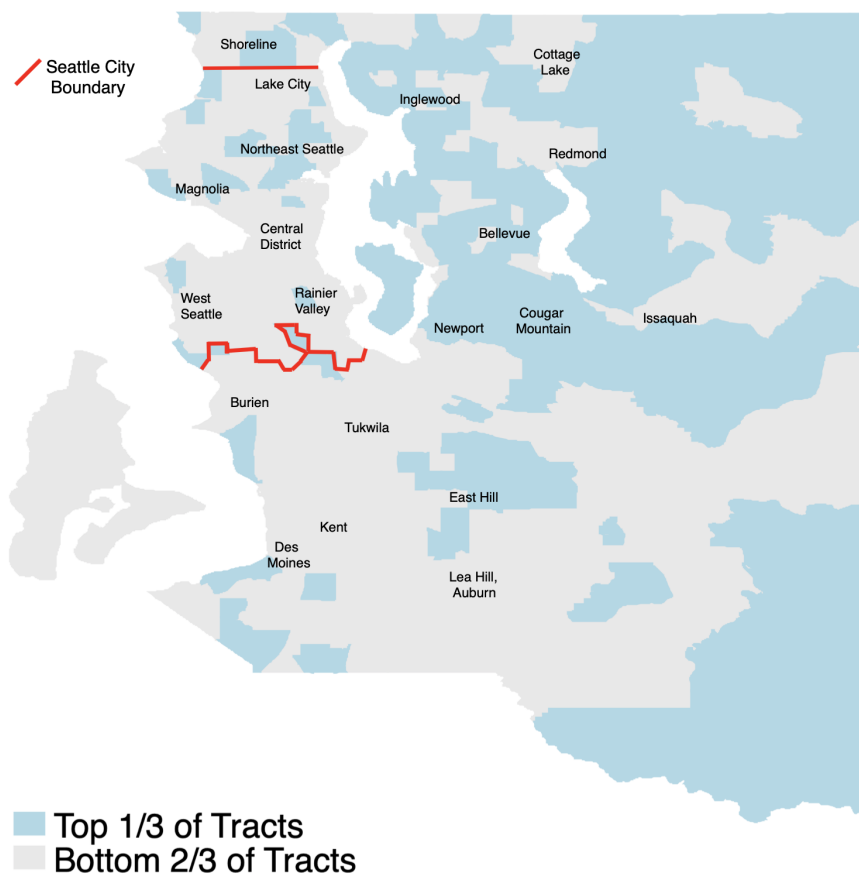 Shoreline
Seattle City
Boundary
Lake City
Cottage
Lake
Inglewood
Northeast Seattle
Redmond
Magnolia
Central
District
Bellevue
West
Seattle
Rainier
Valley
Newport
Cougar
Mountain
Issaquah
Burien
Tukwila
East Hill
Kent
Des
Moines
Lea Hill,
Auburn
Top 1/3 of Tracts
Bottom 2/3 of Tracts